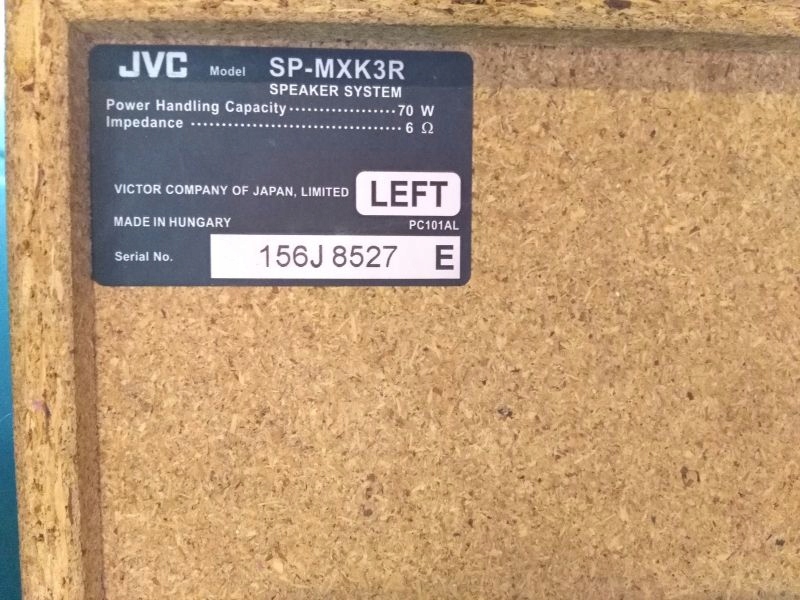 JVC Model SP-MXK3R
SPEAKER SYSTEM
Power Handling Capacity··················70 W
Impedance ··································6 Ω
VICTOR COMPANY OF JAPAN, LIMITED LEFT
MADE IN HUNGARY PC101AL
Serial No. 156J 8527 E